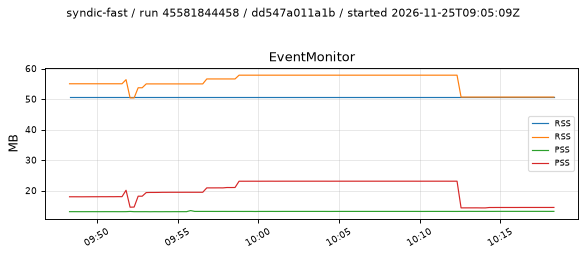 syndic-fast / run 45581844458 / dd547a011a1b / started 2026-11-25T09:05:09Z
EventMonitor
60
50
40
30
20
MB
RSS
RSS
PSS
PSS
09:50
09:55
10:00
10:05
10:10
10:15